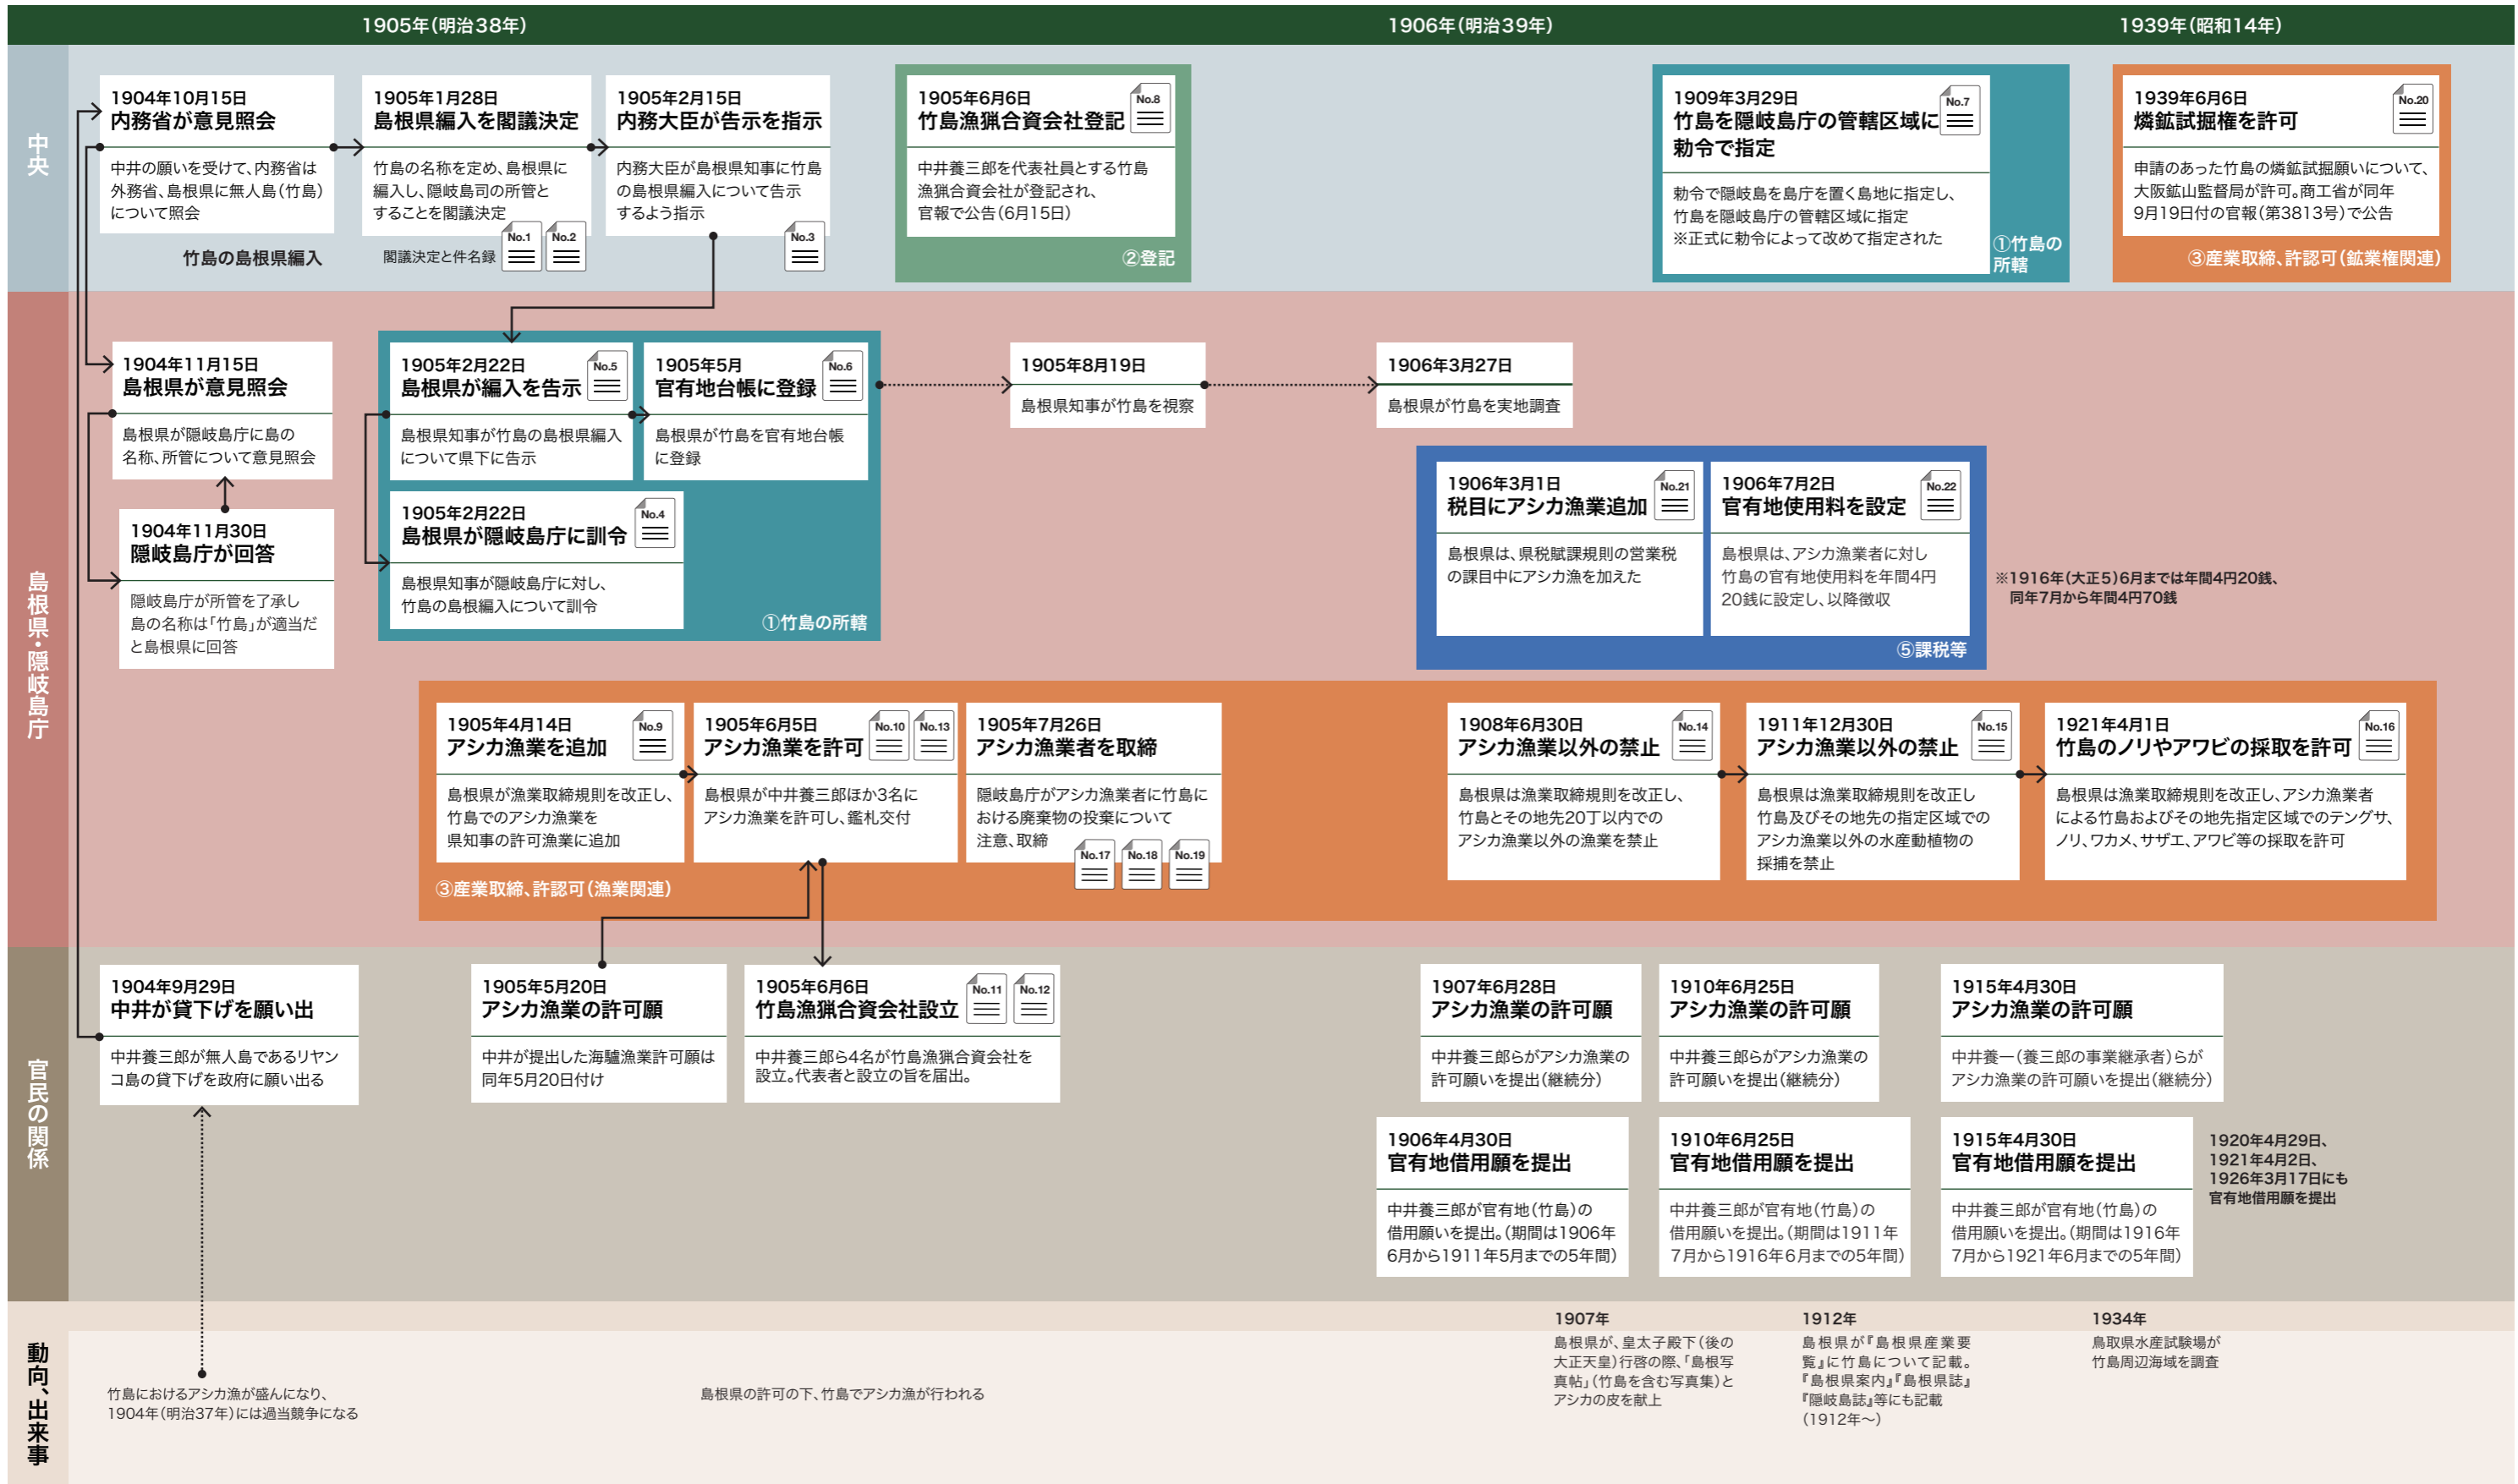 1905年(明治38年)
1906年(明治39年)
1939年(昭和14年)
中央
1904年10月15日
内務省が意見照会
中井の願いを受けて、内務省は
外務省、島根県に無人島(竹島)
について照会
竹島の島根県編入
1905年1月28日
島根県編入を閣議決定
竹島の名称を定め、島根県に
編入し、隠岐島司の所管と
することを閣議決定
閣議決定と件名録
No.1
No.2
1905年2月15日
内務大臣が告示を指示
内務大臣が島根県知事に竹島
の島根県編入について告示
するよう指示
No.3
1905年6月6日
竹島漁猟合資会社登記
No.8
中井養三郎を代表社員とする竹島
漁猟合資会社が登記され、
官報で公告(6月15日)
②登記
1909年3月29日
竹島を隠岐島庁の管轄区域に
勅令で指定
No.7
勅令で隠岐島を島庁を置く島地に指定し、
竹島を隠岐島庁の管轄区域に指定
※正式に勅令によって改めて指定された
①竹島の
所轄
1939年6月6日
燐鉱試掘権を許可
No.20
申請のあった竹島の燐鉱試掘願いについて、
大阪鉱山監督局が許可。商工省が同年
9月19日付の官報(第3813号)で公告
③産業取締、許認可(鉱業権関連)
島根県・隠岐島庁
1904年11月15日
島根県が意見照会
島根県が隠岐島庁に島の
名称、所管について意見照会
1904年11月30日
隠岐島庁が回答
隠岐島庁が所管を了承し
島の名称は「竹島」が適当だ
と島根県に回答
1905年2月22日
島根県が編入を告示
No.5
島根県知事が竹島の島根県編入
について県下に告示
1905年5月
官有地台帳に登録
No.6
島根県が竹島を官有地台帳
に登録
1905年2月22日
島根県が隠岐島庁に訓令
No.4
島根県知事が隠岐島庁に対し、
竹島の島根編入について訓令
①竹島の所轄
1905年8月19日
島根県知事が竹島を視察
1906年3月27日
島根県が竹島を実地調査
1906年3月1日
税目にアシカ漁業追加
No.21
島根県は、県税賦課規則の営業税
の課目中にアシカ漁を加えた
1906年7月2日
官有地使用料を設定
No.22
島根県は、アシカ漁業者に対し
竹島の官有地使用料を年間4円
20銭に設定し、以降徴収
⑤課税等
※1916年(大正5)6月までは年間4円20銭、
同年7月から年間4円70銭
1905年4月14日
アシカ漁業を追加
No.9
島根県が漁業取締規則を改正し、
竹島でのアシカ漁業を
県知事の許可漁業に追加
1905年6月5日
アシカ漁業を許可
No.10
No.13
島根県が中井養三郎ほか3名に
アシカ漁業を許可し、鑑札交付
1905年7月26日
アシカ漁業者を取締
隠岐島庁がアシカ漁業者に竹島に
おける廃棄物の投棄について
注意、取締
No.17
No.18
No.19
③産業取締、許認可(漁業関連)
1908年6月30日
アシカ漁業以外の禁止
No.14
島根県は漁業取締規則を改正し、
竹島とその地先20丁以内での
アシカ漁業以外の漁業を禁止
1911年12月30日
アシカ漁業以外の禁止
No.15
島根県は漁業取締規則を改正し
竹島及びその地先の指定区域での
アシカ漁業以外の水産動植物の
採捕を禁止
1921年4月1日
竹島のノリやアワビの採取を許可
No.16
島根県は漁業取締規則を改正し、アシカ漁業者
による竹島およびその地先指定区域でのテングサ、
ノリ、ワカメ、サザエ、アワビ等の採取を許可
官民の関係
1904年9月29日
中井が貸下げを願い出
中井養三郎が無人島であるリヤン
コ島の貸下げを政府に願い出る
1905年5月20日
アシカ漁業の許可願
中井が提出した海驢漁業許可願は
同年5月20日付け
1905年6月6日
竹島漁猟合資会社設立
No.11
No.12
中井養三郎ら4名が竹島漁猟合資会社を
設立。代表者と設立の旨を届出。
1907年6月28日
アシカ漁業の許可願
中井養三郎らがアシカ漁業の
許可願いを提出(継続分)
1910年6月25日
アシカ漁業の許可願
中井養三郎らがアシカ漁業の
許可願いを提出(継続分)
1915年4月30日
アシカ漁業の許可願
中井養一(養三郎の事業継承者)らが
アシカ漁業の許可願いを提出(継続分)
1906年4月30日
官有地借用願を提出
中井養三郎が官有地(竹島)の
借用願いを提出。(期間は1906年
6月から1911年5月までの5年間)
1910年6月25日
官有地借用願を提出
中井養三郎が官有地(竹島)の
借用願いを提出。(期間は1911年
7月から1916年6月までの5年間)
1915年4月30日
官有地借用願を提出
中井養三郎が官有地(竹島)の
借用願いを提出。(期間は1916年
7月から1921年6月までの5年間)
1920年4月29日、
1921年4月2日、
1926年3月17日にも
官有地借用願を提出
動向、出来事
竹島におけるアシカ漁が盛んになり、
1904年(明治37年)には過当競争になる
島根県の許可の下、竹島でアシカ漁が行われる
1907年
島根県が、皇太子殿下(後の
大正天皇)行啓の際、「島根写
真帖」(竹島を含む写真集)と
アシカの皮を献上
1912年
島根県が『島根県産業要
覧』に竹島について記載。
『島根県案内』『島根県誌』
『隠岐島誌』等にも記載
(1912年〜)
1934年
鳥取県水産試験場が
竹島周辺海域を調査